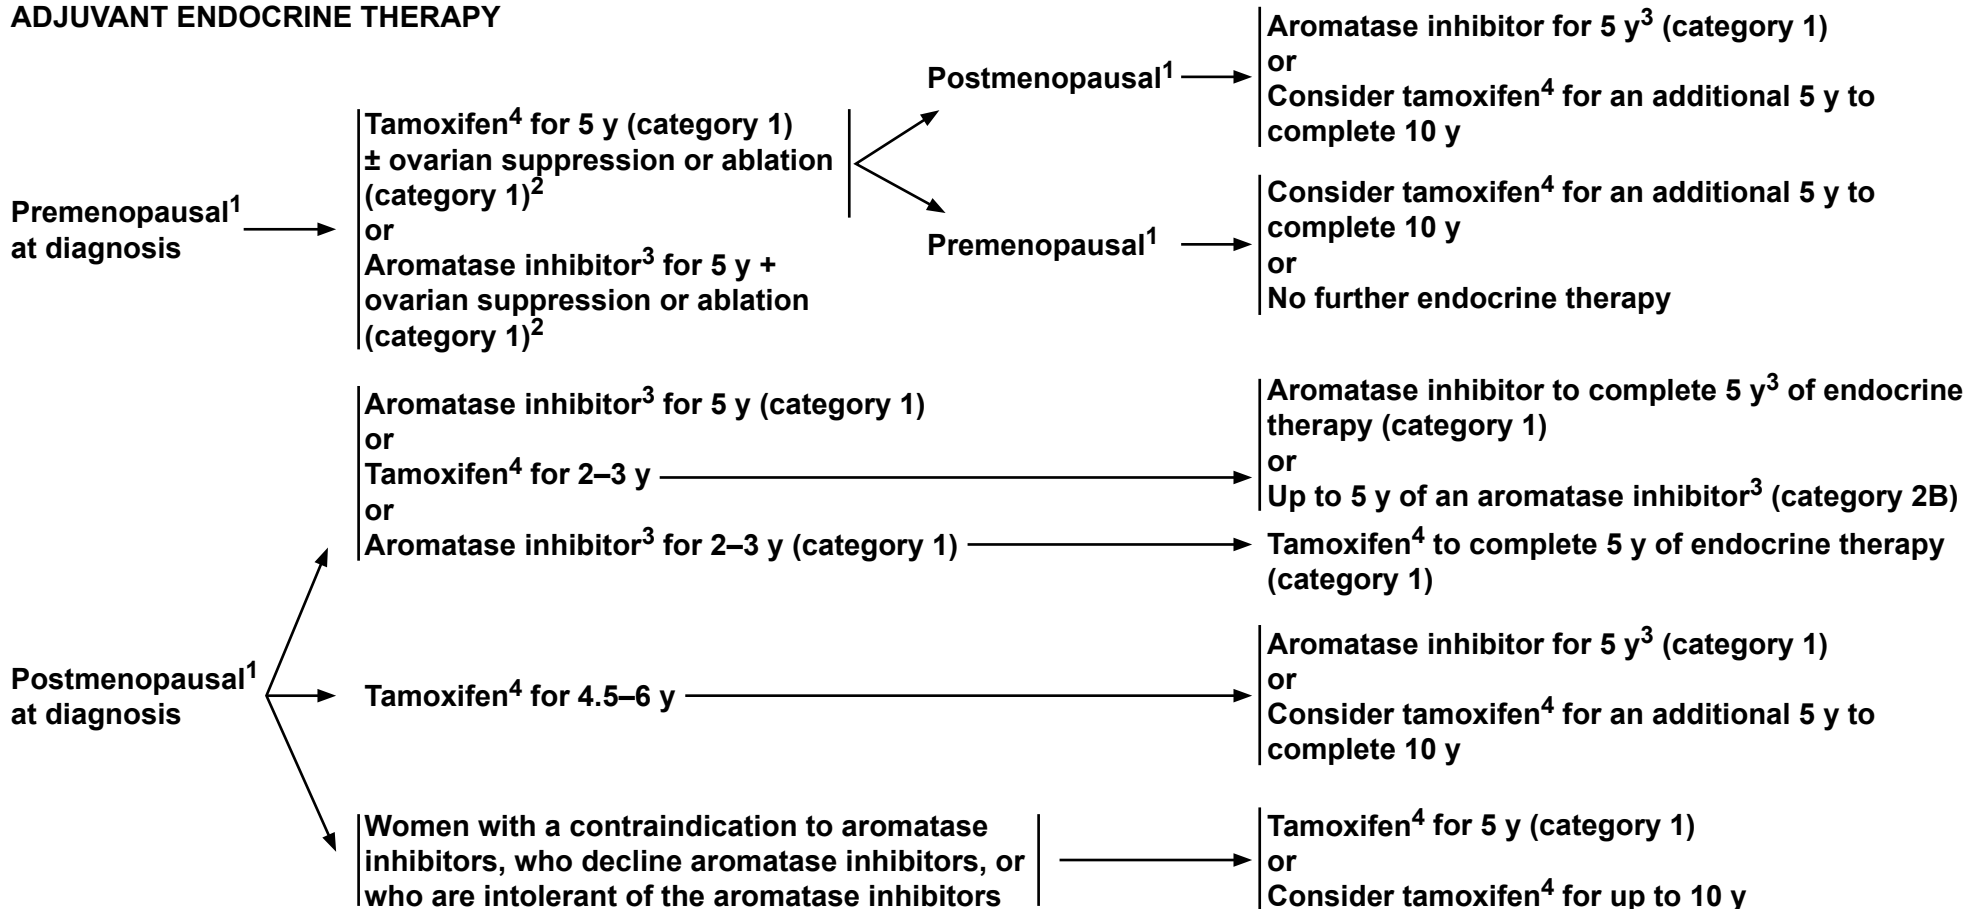 ADJUVANT ENDOCRINE THERAPY
Premenopausal1
at diagnosis
Tamoxifen4 for 5 y (category 1)
± ovarian suppression or ablation
(category 1)2
or
Aromatase inhibitor3 for 5 y +
ovarian suppression or ablation
(category 1)2
Postmenopausal1
Aromatase inhibitor for 5 y3 (category 1)
or
Consider tamoxifen4 for an additional 5 y to
complete 10 y
Premenopausal1
Consider tamoxifen4 for an additional 5 y to
complete 10 y
or
No further endocrine therapy
Postmenopausal1
at diagnosis
Aromatase inhibitor3 for 5 y (category 1)
or
Tamoxifen4 for 2–3 y
or
Aromatase inhibitor3 for 2–3 y (category 1)
Aromatase inhibitor to complete 5 y3 of endocrine
therapy (category 1)
or
Up to 5 y of an aromatase inhibitor3 (category 2B)
Tamoxifen4 to complete 5 y of endocrine therapy
(category 1)
Tamoxifen4 for 4.5–6 y
Aromatase inhibitor for 5 y3 (category 1)
or
Consider tamoxifen4 for an additional 5 y to
complete 10 y
Women with a contraindication to aromatase
inhibitors, who decline aromatase inhibitors, or
who are intolerant of the aromatase inhibitors
Tamoxifen4 for 5 y (category 1)
or
Consider tamoxifen4 for up to 10 y